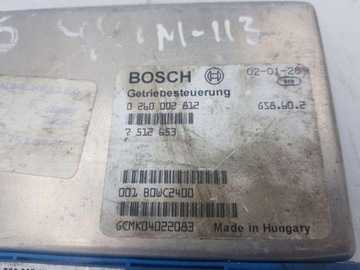 M-113
BOSCH
02-01-26
Getriebesteuerung
0 260 002 812
GS8.60.2
7 512 653
001 80WC2400
GCMK04022083
Made in Hungary